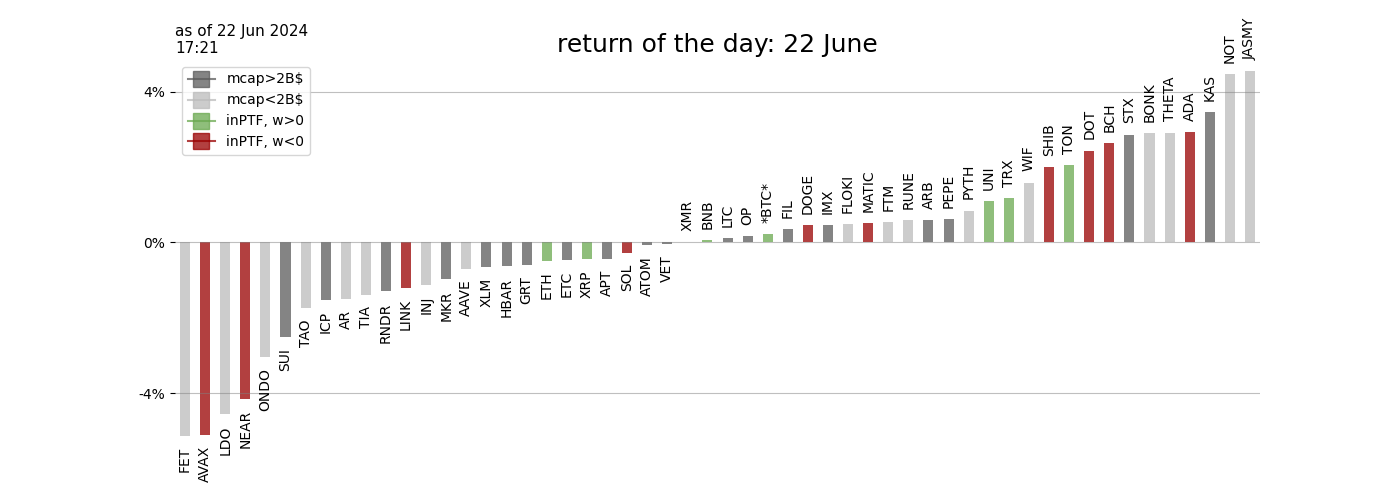 as of 22 Jun 2024
17:21
return of the day: 22 June
mcap>2B$
mcap<2B$
inPTF, w>0
inPTF, w<0
4%
0%
-4%
FET
AVAX
LDO
NEAR
ONDO
SUI
TAO
ICP
AR
TIA
RNDR
LINK
INJ
MKR
AAVE
XLM
HBAR
GRT
ETH
ETC
XRP
APT
SOL
ATOM
VET
XMR
BNB
LTC
OP
*BTC*
FIL
DOGE
IMX
FLOKI
MATIC
FTM
RUNE
ARB
PEPE
PYTH
UNI
TRX
WIF
SHIB
TON
DOT
BCH
STX
BONK
THETA
ADA
KAS
NOT
JASMY